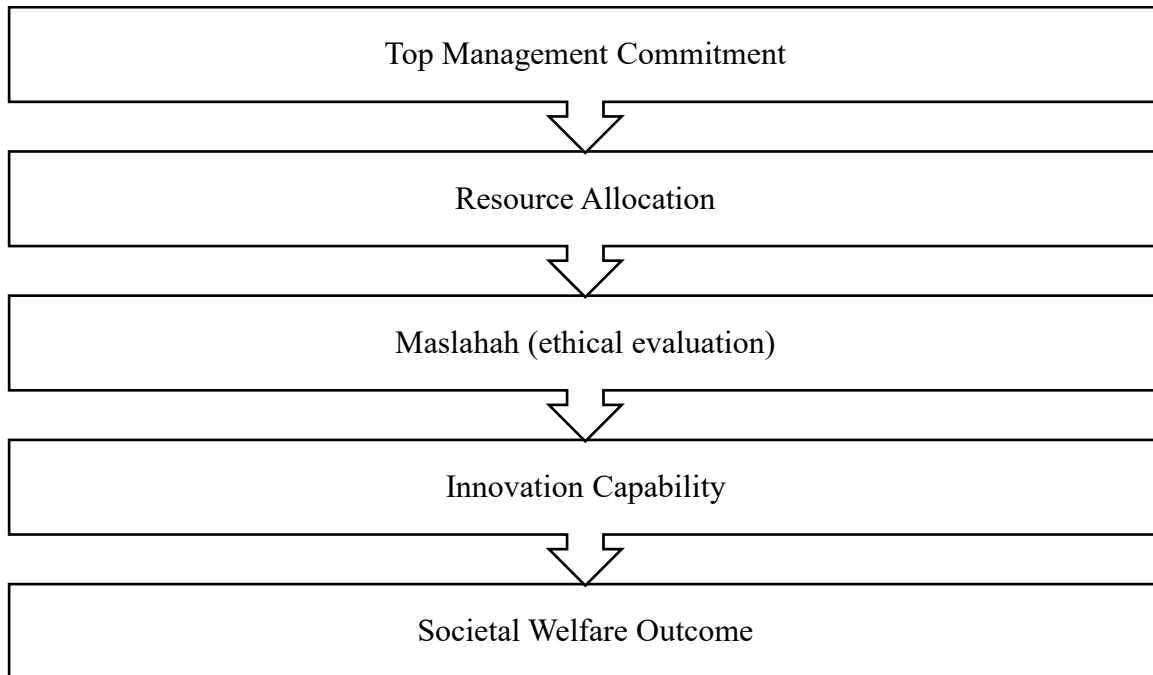 Top Management Commitment
Resource Allocation
Maslahah (ethical evaluation)
Innovation Capability
Societal Welfare Outcome